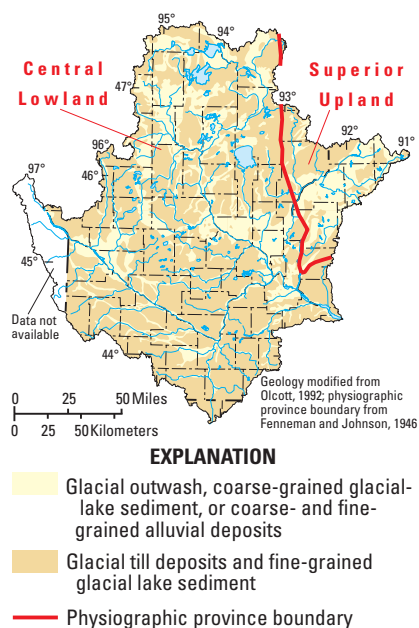 95°
94°
Central
Lowland
Superior
Upland
47°
93°
92°
91°
96°
46°
97°
45°
Data not
available
44°
Geology modified from
Olcott, 1992; physiographic
province boundary from
Fenneman and Johnson, 1946
0 25 50 Miles
0 25 50 Kilometers
EXPLANATION
Glacial outwash, coarse-grained glacial-
lake sediment, or coarse- and fine-
grained alluvial deposits
Glacial till deposits and fine-grained
glacial lake sediment
Physiographic province boundary